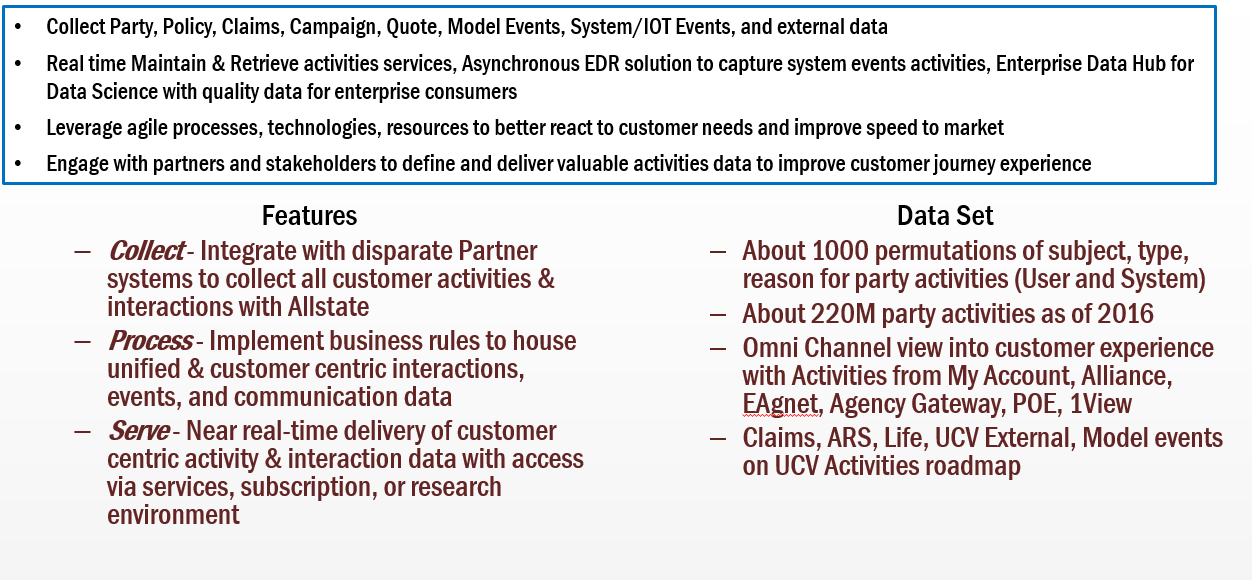 • Collect Party, Policy, Claims, Campaign, Quote, Model Events, System/IOT Events, and external data
• Real time Maintain & Retrieve activities services, Asynchronous EDR solution to capture system events activities, Enterprise Data Hub for
Data Science with quality data for enterprise consumers
• Leverage agile processes, technologies, resources to better react to customer needs and improve speed to market
• Engage with partners and stakeholders to define and deliver valuable activities data to improve customer journey experience
Features
– Collect - Integrate with disparate Partner
systems to collect all customer activities &
interactions with Allstate
– Process - Implement business rules to house
unified & customer centric interactions,
events, and communication data
– Serve - Near real-time delivery of customer
centric activity & interaction data with access
via services, subscription, or research
environment
Data Set
– About 1000 permutations of subject, type,
reason for party activities (User and System)
– About 220M party activities as of 2016
– Omni Channel view into customer experience
with Activities from My Account, Alliance,
EAgnet, Agency Gateway, POE, 1View
– Claims, ARS, Life, UCV External, Model events
on UCV Activities roadmap